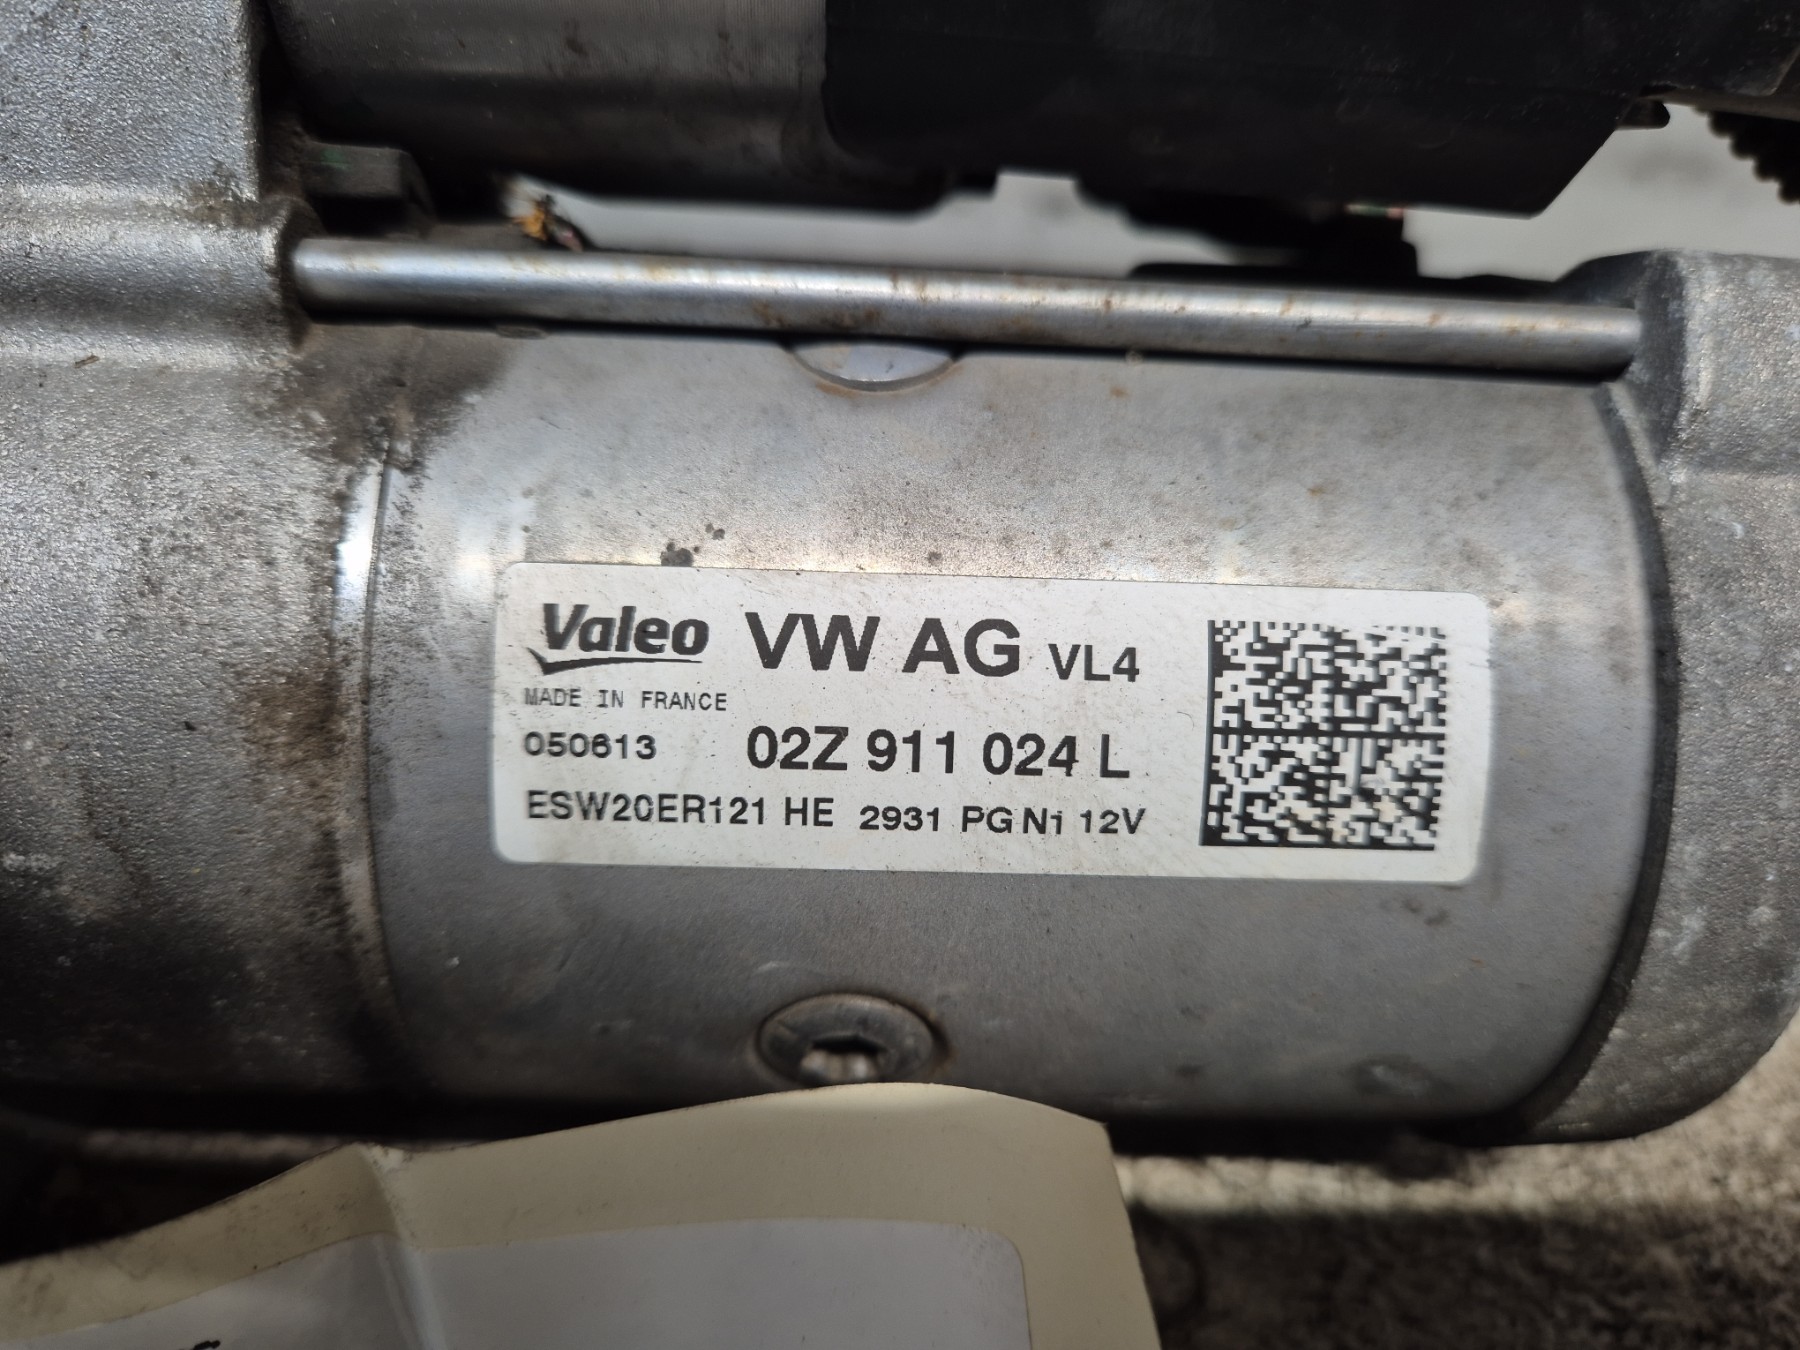 Valeo VW AG VL4
MADE IN FRANCE
050613 02Z 911 024 L
ESW20ER121 HE 2931 PG Ni 12V